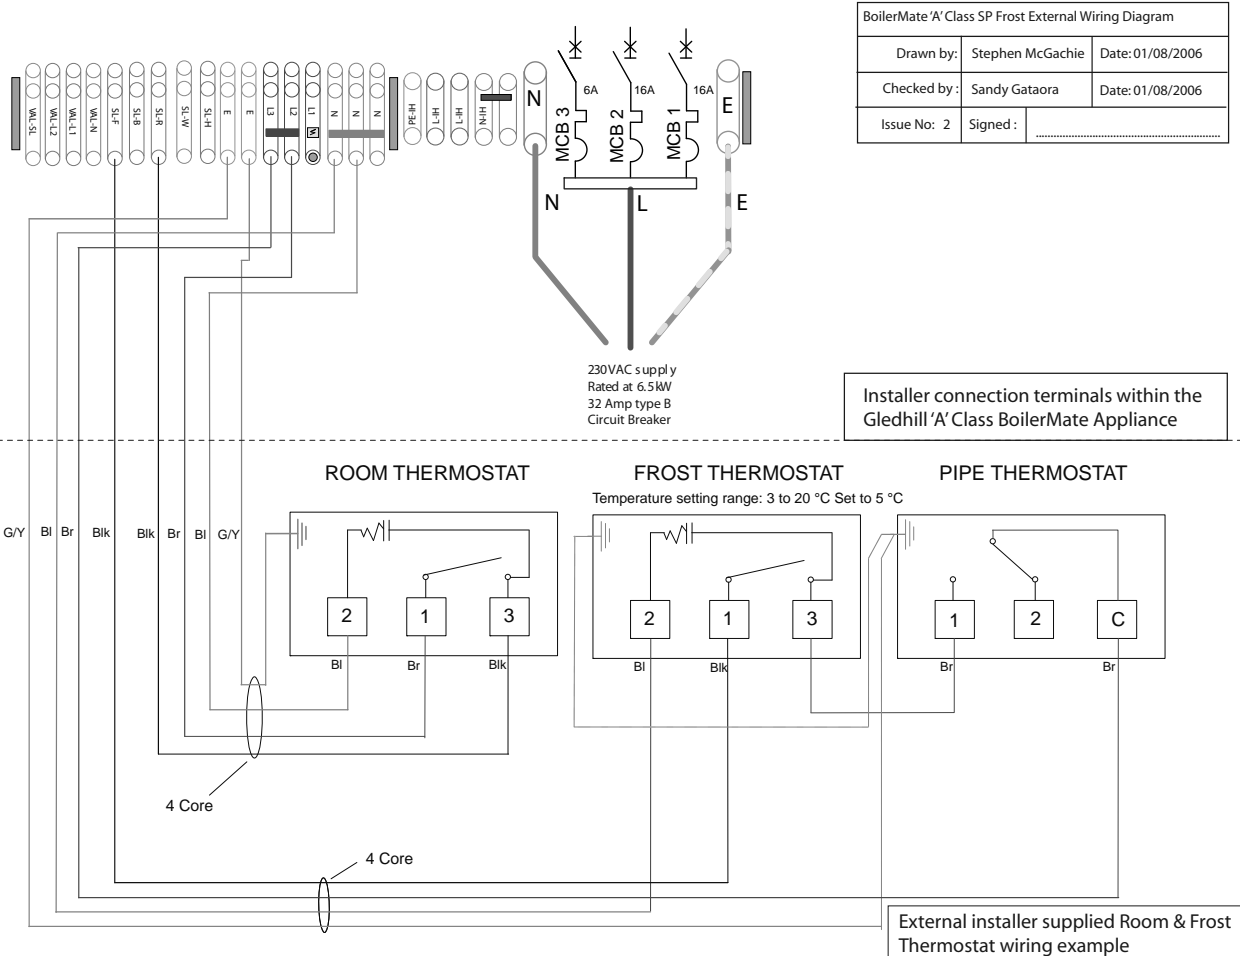 BoilerMate 'A' Class SP Frost External Wiring Diagram
Drawn by: Stephen McGachie Date: 01/08/2006
Checked by : Sandy Gataora Date: 01/08/2006
Issue No: 2 Signed :
VAL-SL VAL-L2 VAL-L1 VAL-N SL-F SL-B SL-R SL-W SL-H E E L3 L2 L1 N N N
PE-IH L-IH L-IH N-IH
N MCB 3 6A MCB 2 16A MCB 1 16A E
N L E
230VAC supply
Rated at 6.5kW
32 Amp type B
Circuit Breaker
Installer connection terminals within the
Gledhill 'A' Class BoilerMate Appliance
ROOM THERMOSTAT FROST THERMOSTAT PIPE THERMOSTAT
Temperature setting range: 3 to 20 °C Set to 5 °C
G/Y Bl Br Blk Blk Br Bl G/Y
2 1 3 2 1 3 1 2 C
Bl Br Blk Bl Blk Br Br
4 Core
4 Core
External installer supplied Room & Frost
Thermostat wiring example